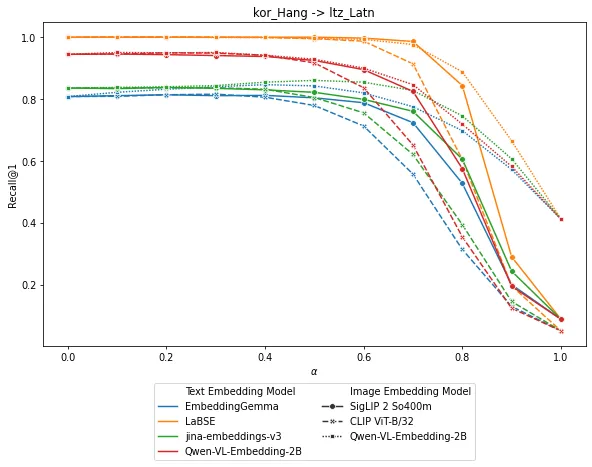 kor_Hang -> ltz_Latn
Recall@1
1.0
0.8
0.6
0.4
0.2
0.0 0.2 0.4 0.6 0.8 1.0
α
Text Embedding Model Image Embedding Model
EmbeddingGemma SigLIP 2 So400m
LaBSE CLIP ViT-B/32
jina-embeddings-v3 Qwen-VL-Embedding-2B
Qwen-VL-Embedding-2B